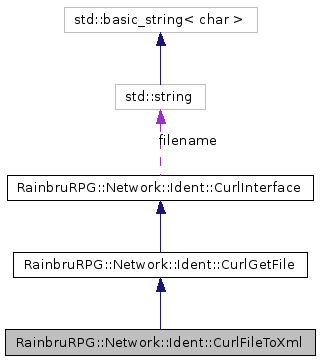 std::basic_string< char >
std::string
filename
RainbruRPG::Network::Ident::CurlInterface
RainbruRPG::Network::Ident::CurlGetFile
RainbruRPG::Network::Ident::CurlFileToXml